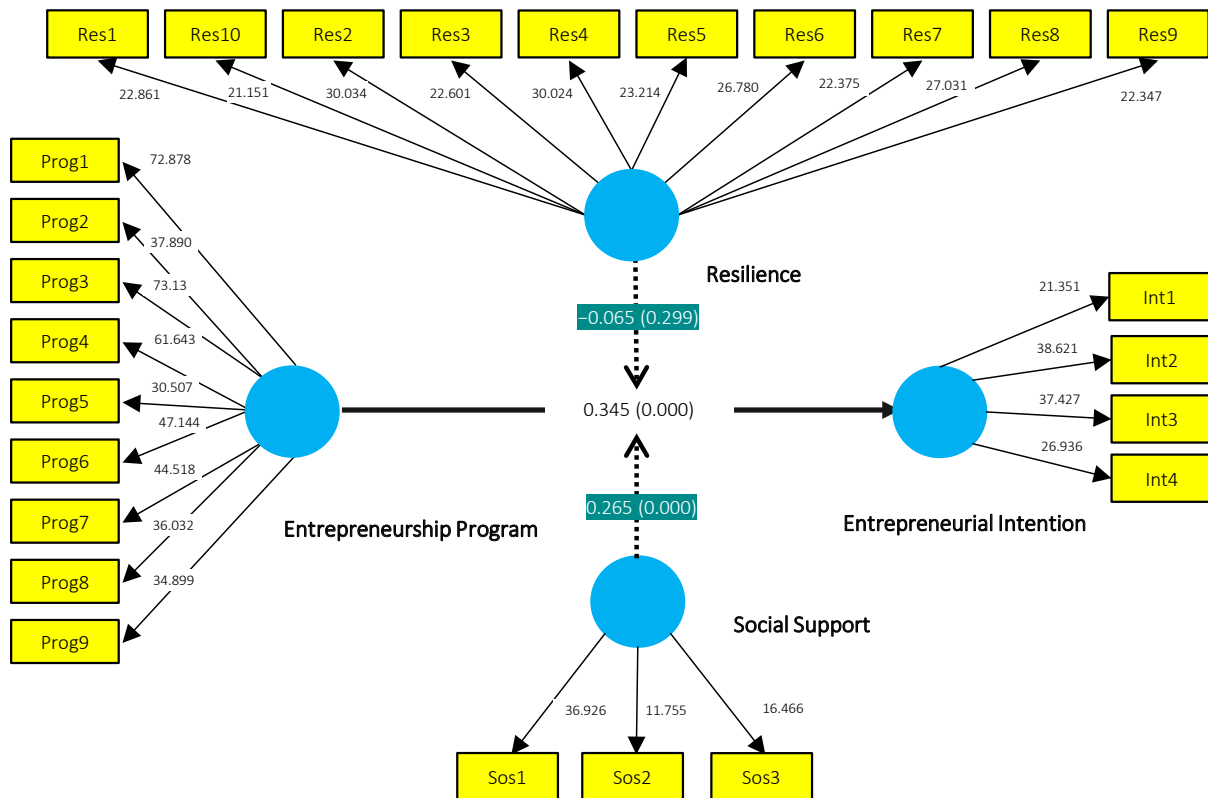 Res1
Res10
Res2
Res3
Res4
Res5
Res6
Res7
Res8
Res9
22.861
21.151
30.034
22.601
30.024
23.214
26.780
22.375
27.031
22.347
Resilience
−0.065 (0.299)
Prog1
Prog2
Prog3
Prog4
Prog5
Prog6
Prog7
Prog8
Prog9
72.878
37.890
73.13
61.643
30.507
47.144
44.518
36.032
34.899
Entrepreneurship Program
0.345 (0.000)
Int1
Int2
Int3
Int4
21.351
38.621
37.427
26.936
Entrepreneurial Intention
0.265 (0.000)
Social Support
36.926
11.755
16.466
Sos1
Sos2
Sos3